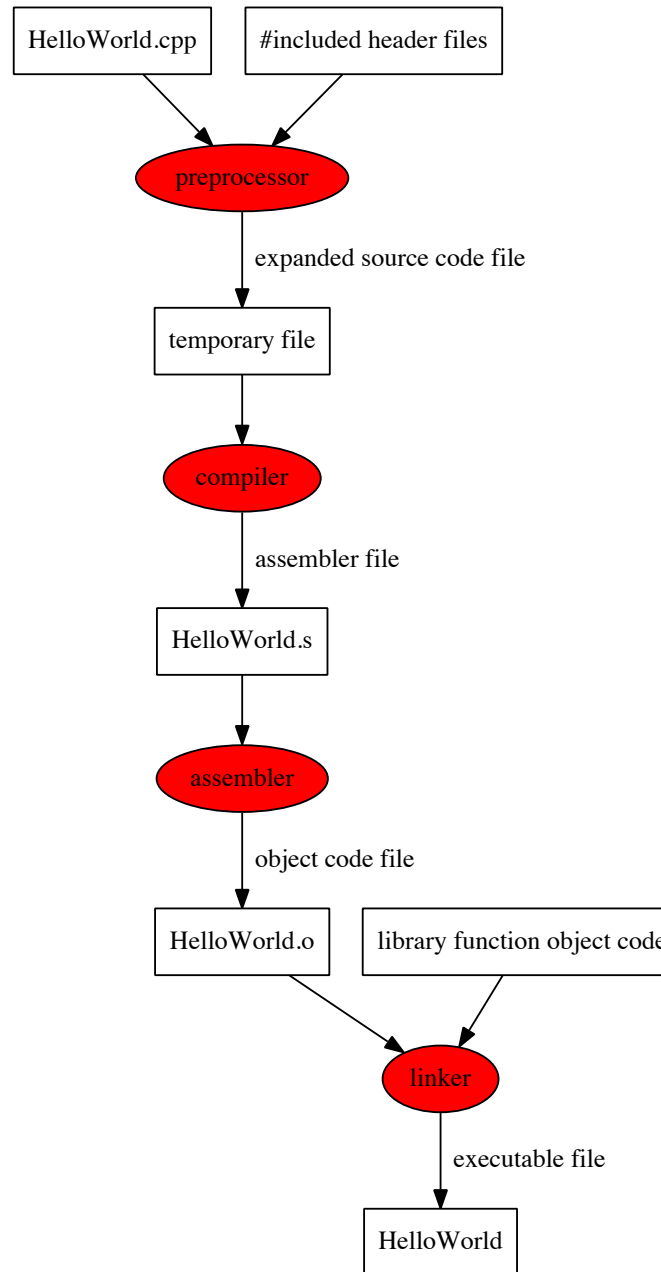 HelloWorld.cpp
#included header files
preprocessor
expanded source code file
temporary file
compiler
assembler file
HelloWorld.s
assembler
object code file
HelloWorld.o
library function object code
linker
executable file
HelloWorld